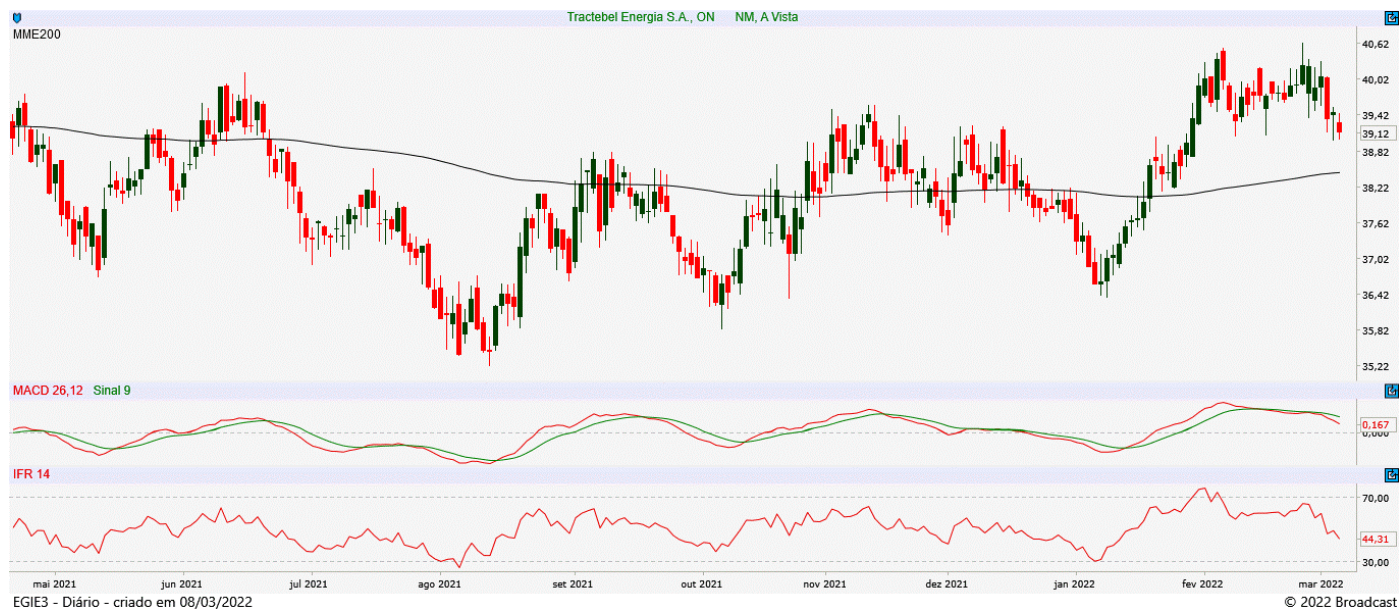 Tractebel Energia S.A., ON NM, A Vista
MME200
40,62
40,02
39,42
39,12
38,82
38,22
37,62
37,02
36,42
35,82
35,22
MACD 26,12 Sinal 9
0,167
0,000
IFR 14
70,00
44,31
30,00
mai 2021 jun 2021 jul 2021 ago 2021 set 2021 out 2021 nov 2021 dez 2021 jan 2022 fev 2022 mar 2022
EGIE3 - Diário - criado em 08/03/2022 © 2022 Broadcast